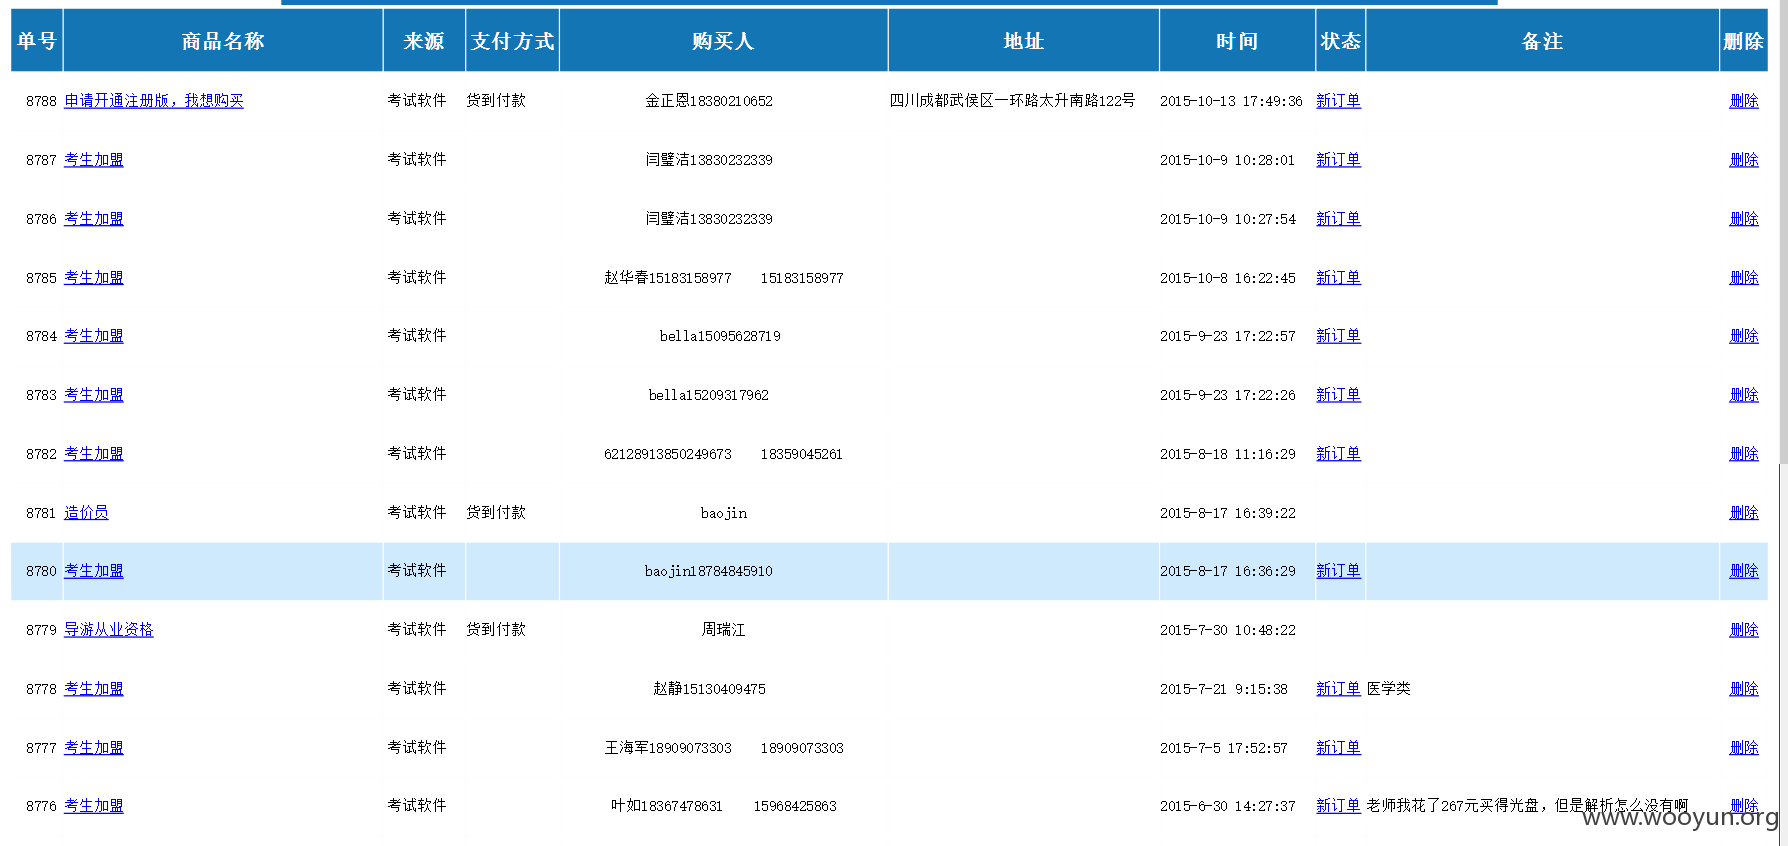 单号 商品名称 来源 支付方式 购买人 地址 时间 状态 备注 删除
8788 申请开通注册版，我想购买 考试软件 货到付款 金正恩18380210652 四川成都武侯区一环路太升南路122号 2015-10-13 17:49:36 新订单 删除
8787 考生加盟 考试软件 闫璧洁13830232339 2015-10-9 10:28:01 新订单 删除
8786 考生加盟 考试软件 闫璧洁13830232339 2015-10-9 10:27:54 新订单 删除
8785 考生加盟 考试软件 赵华春15183158977 15183158977 2015-10-8 16:22:45 新订单 删除
8784 考生加盟 考试软件 bella15095628719 2015-9-23 17:22:57 新订单 删除
8783 考生加盟 考试软件 bella15209317962 2015-9-23 17:22:26 新订单 删除
8782 考生加盟 考试软件 62128913850249673 18359045261 2015-8-18 11:16:29 新订单 删除
8781 造价员 考试软件 货到付款 baojin 2015-8-17 16:39:22 删除
8780 考生加盟 考试软件 baojin18784845910 2015-8-17 16:36:29 新订单 删除
8779 导游从业资格 考试软件 货到付款 周瑞江 2015-7-30 10:48:22 删除
8778 考生加盟 考试软件 赵静15130409475 2015-7-21 9:15:38 新订单 医学类 删除
8777 考生加盟 考试软件 王海军18909073303 18909073303 2015-7-5 17:52:57 新订单 删除
8776 考生加盟 考试软件 叶如18367478631 15968425863 2015-6-30 14:27:37 新订单 老师我花了267元买得光盘，但是解析怎么没有啊 删除
www.wooyun.org